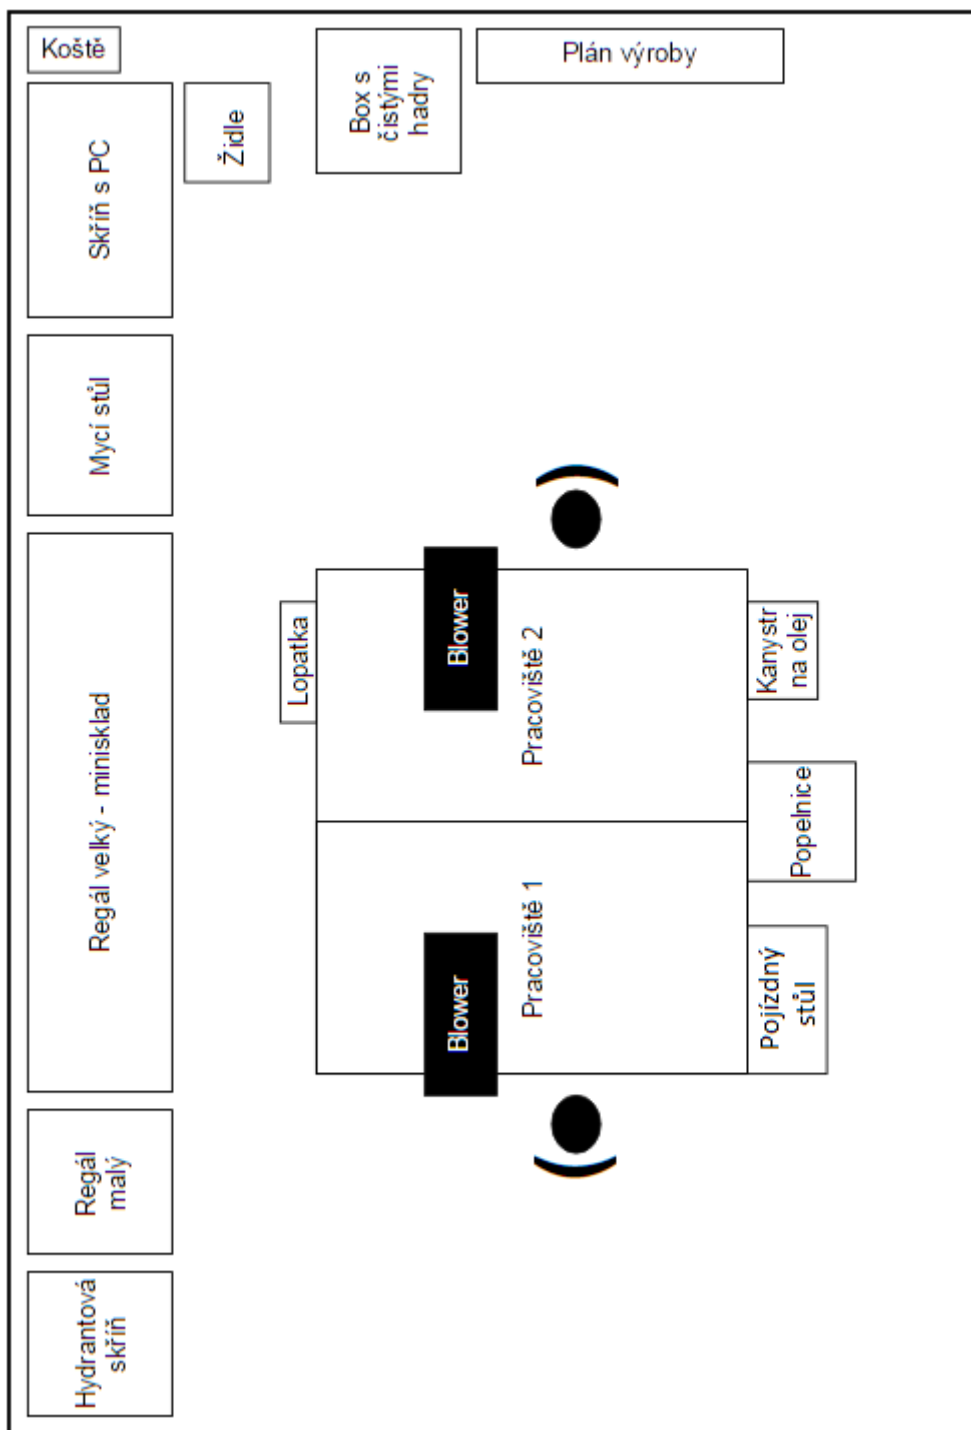 Koště
Plán výroby
Box s
čistými
hadry
Židle
Skříň s PC
Mycí stůl
Regál velký - minisklad
Regál
malý
Hydrantová
skříň
Lopatka
Blower
Pracoviště 2
Kanystr
na olej
Popelnice
Blower
Pracoviště 1
Pojízdný
stůl